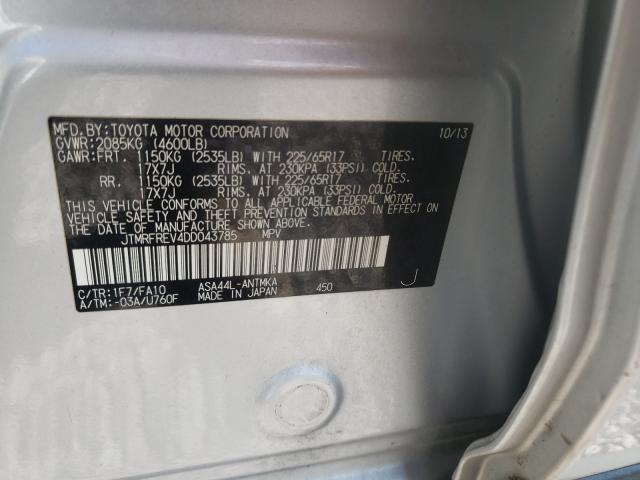 MFD.BY:TOYOTA MOTOR CORPORATION 10/13
GVWR:2085KG (4600LB)
GAWR:FRT. 1150KG (2535LB) WITH 225/65R17 TIRES.
17X7J RIMS. AT 230KPA (33PSI) COLD.
RR. 1150KG (2535LB) WITH 225/65R17 TIRES.
17X7J RIMS. AT 230KPA (33PSI) COLD.
THIS VEHICLE CONFORMS TO ALL APPLICABLE FEDERAL MOTOR
VEHICLE SAFETY AND THEFT PREVENTION STANDARDS IN EFFECT ON
THE DATE OF MANUFACTURE SHOWN ABOVE.
JTMRFREV4DD043785 MPV
C/TR:1F7/FA10 ASA44L-ANTMKA 450 J
A/TM:-03A/U760F MADE IN JAPAN